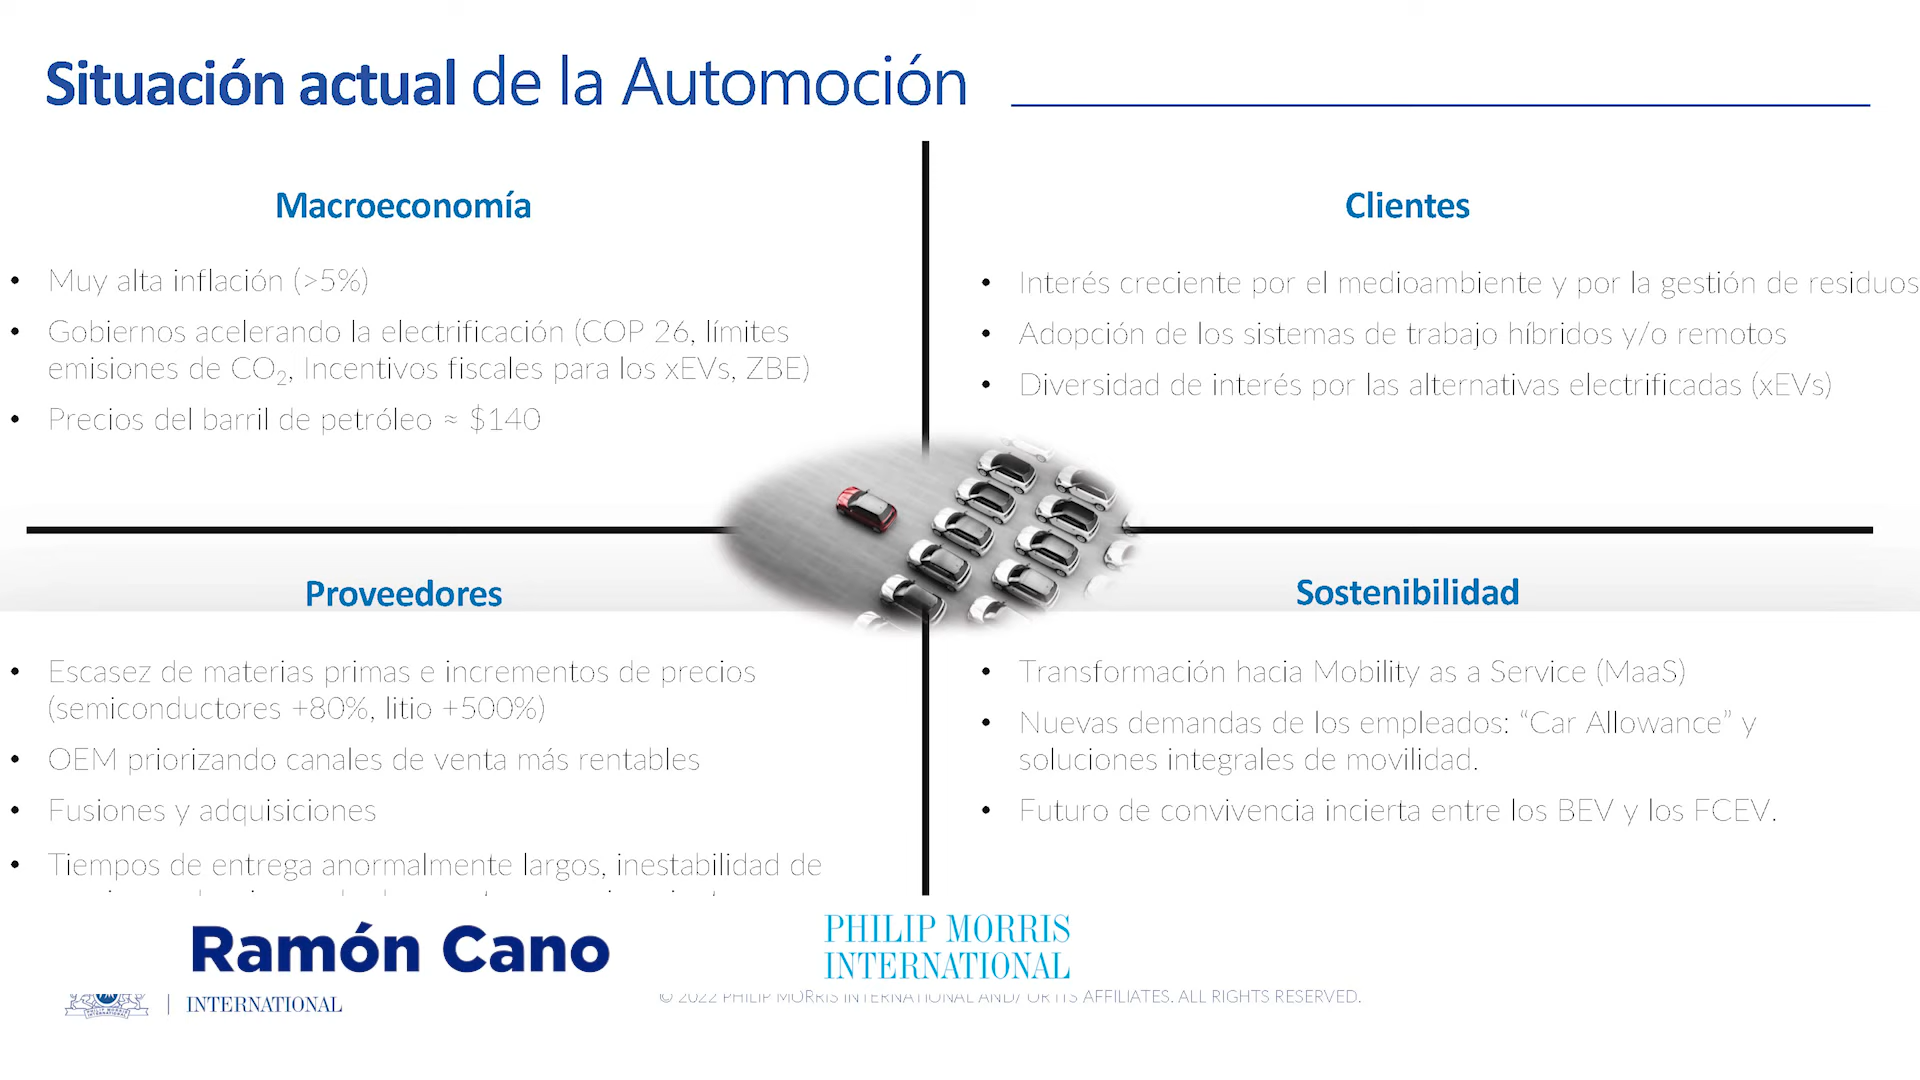 Situación actual de la Automoción
Macroeconomía
• Muy alta inflación (>5%)
• Gobiernos acelerando la electrificación (COP 26, límites
emisiones de CO₂, Incentivos fiscales para los xEVs, ZBE)
• Precios del barril de petróleo ≈ $140
Clientes
• Interés creciente por el medioambiente y por la gestión de residuos
• Adopción de los sistemas de trabajo híbridos y/o remotos
• Diversidad de interés por las alternativas electrificadas (xEVs)
Proveedores
• Escasez de materias primas e incrementos de precios
(semiconductores +80%, litio +500%)
• OEM priorizando canales de venta más rentables
• Fusiones y adquisiciones
• Tiempos de entrega anormalmente largos, inestabilidad de
Sostenibilidad
• Transformación hacia Mobility as a Service (MaaS)
• Nuevas demandas de los empleados: “Car Allowance” y
soluciones integrales de movilidad.
• Futuro de convivencia incierta entre los BEV y los FCEV.
Ramón Cano
PHILIP MORRIS
INTERNATIONAL
INTERNATIONAL
© 2022 PHILIP MORRIS INTERNATIONAL AND/ OR ITS AFFILIATES. ALL RIGHTS RESERVED.